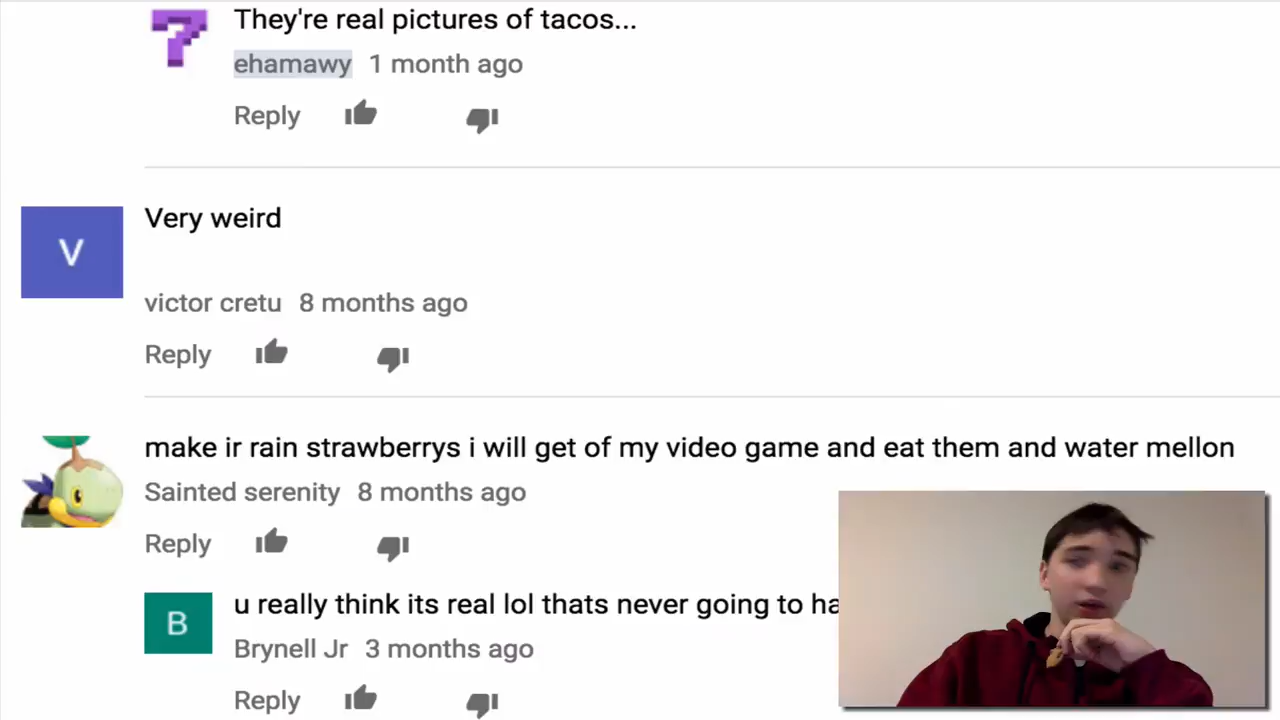 They're real pictures of tacos...
ehamawy 1 month ago
Reply
V
Very weird
victor cretu 8 months ago
Reply
make ir rain strawberrys i will get of my video game and eat them and water mellon
Sainted serenity 8 months ago
Reply
B
u really think its real lol thats never going to ha
Brynell Jr 3 months ago
Reply